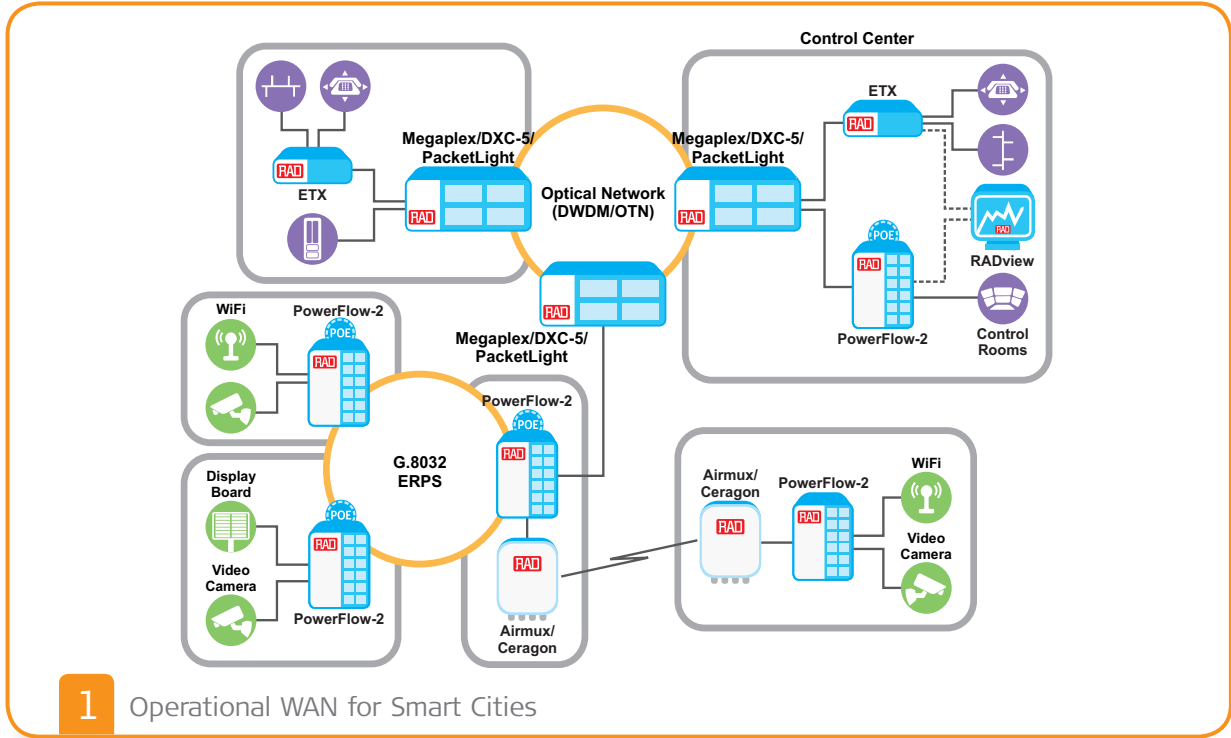 Control Center
ETX
Megaplex/DXC-5/
PacketLight
RAD
ETX
RAD
Optical Network
(DWDM/OTN)
Megaplex/DXC-5/
PacketLight
RAD
RAD
RAD
RADview
POE
RAD
PowerFlow-2
Control
Rooms
Megaplex/DXC-5/
PacketLight
WiFi
PowerFlow-2
POE
RAD
PowerFlow-2
POE
RAD
G.8032
ERPS
Display
Board
Video
Camera
POE
RAD
PowerFlow-2
RAD
Airmux/
Ceragon
Airmux/
Ceragon
RAD
PowerFlow-2
RAD
WiFi
Video
Camera
1 Operational WAN for Smart Cities